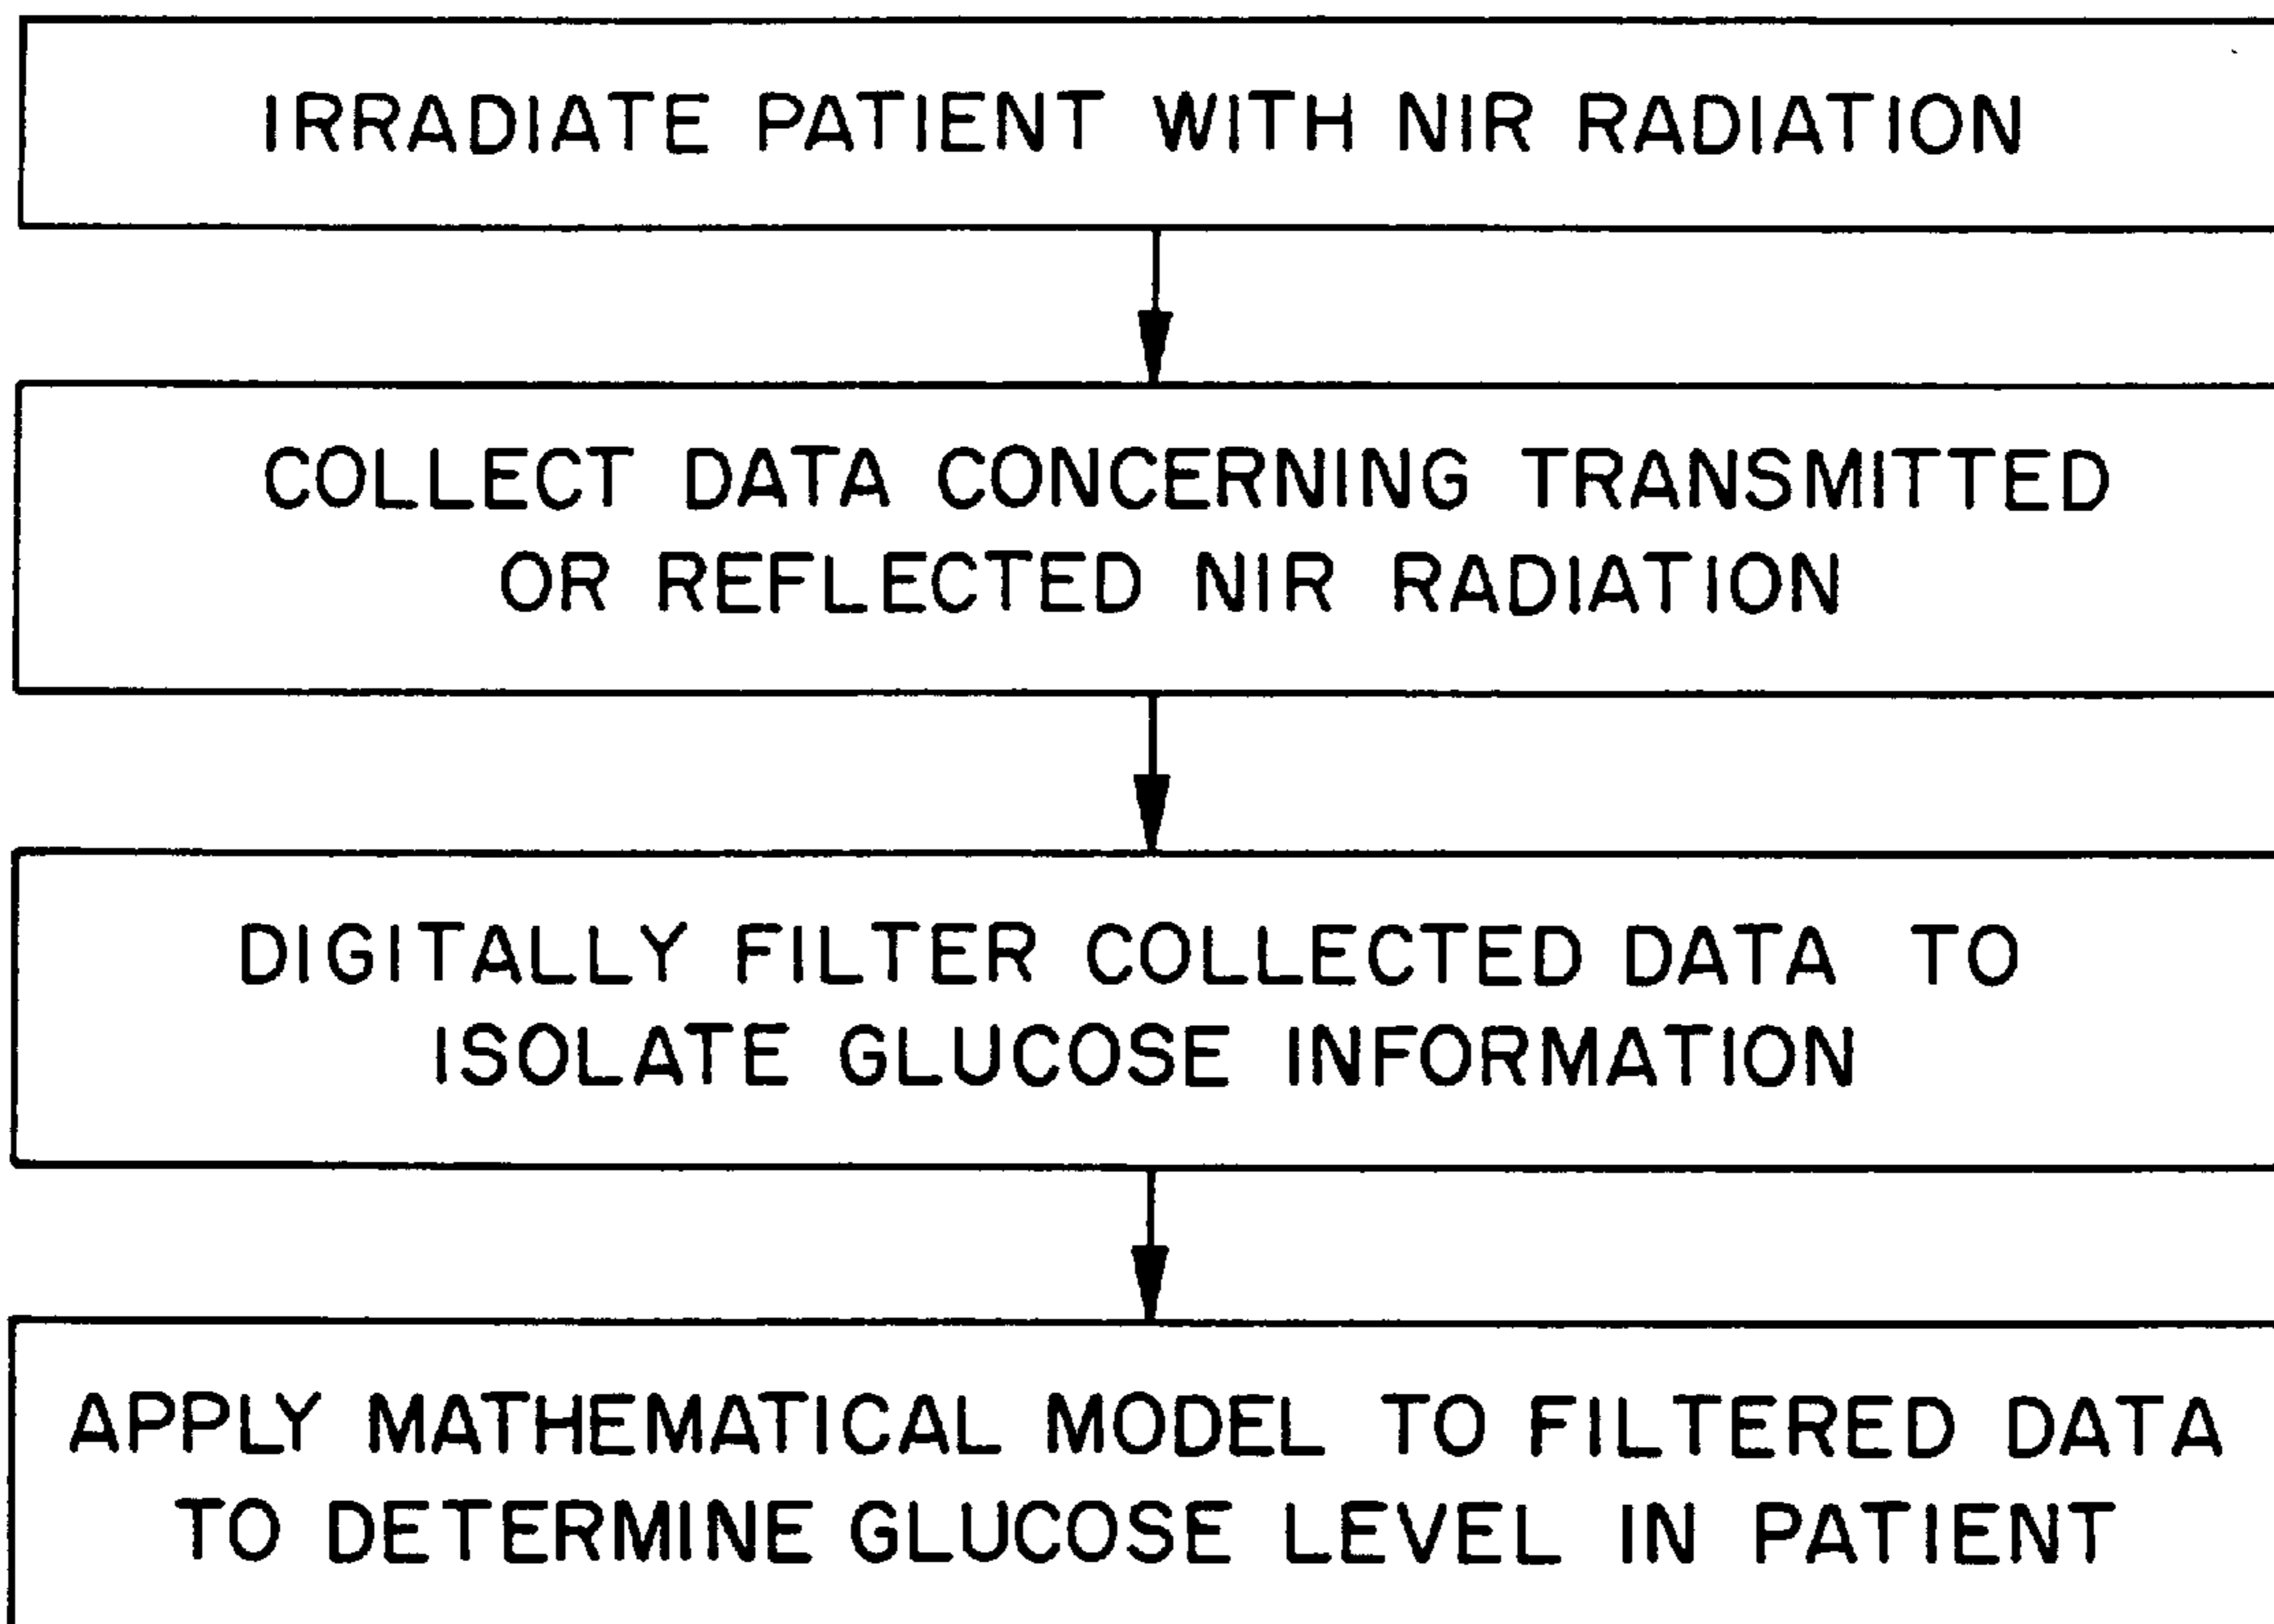 IRRADIATE PATIENT WITH NIR RADIATION
COLLECT DATA CONCERNING TRANSMITTED
OR REFLECTED NIR RADIATION
DIGITALLY FILTER COLLECTED DATA TO
ISOLATE GLUCOSE INFORMATION
APPLY MATHEMATICAL MODEL TO FILTERED DATA
TO DETERMINE GLUCOSE LEVEL IN PATIENT